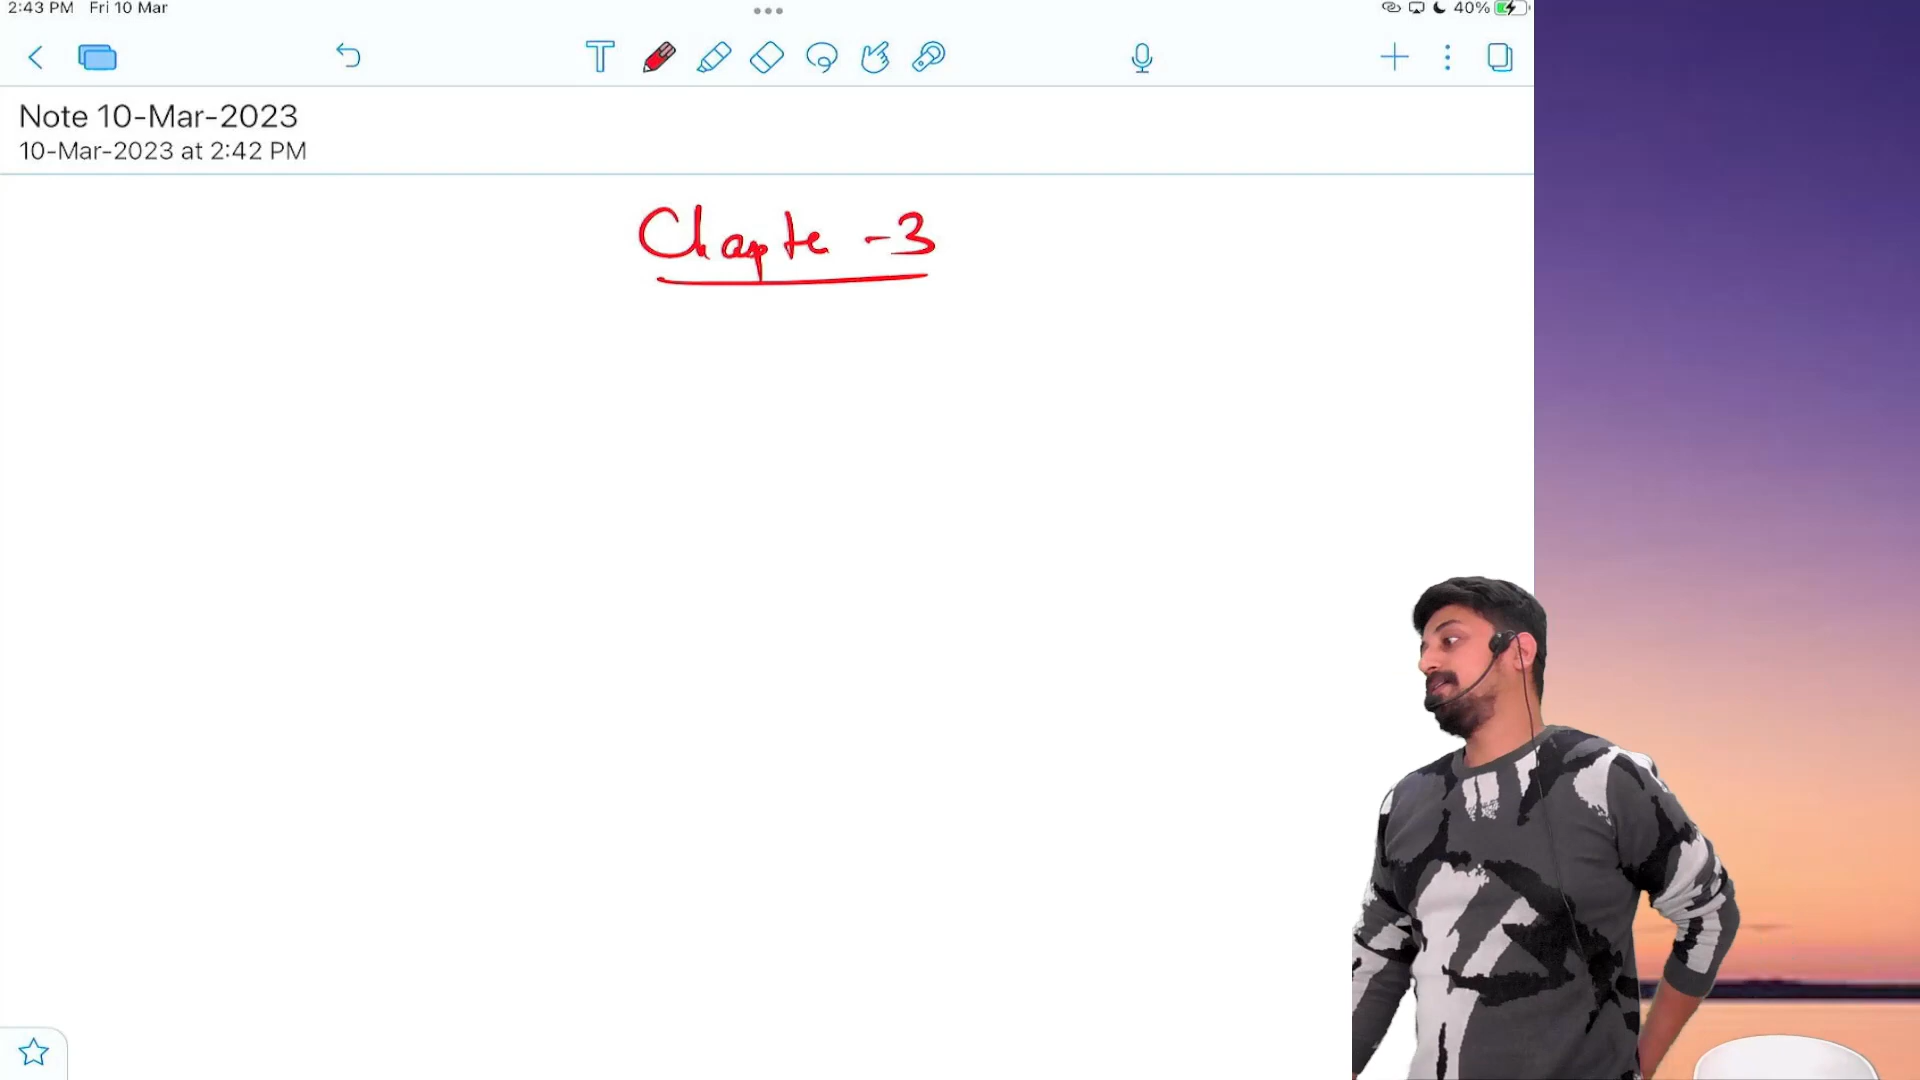 2:43 PM Fri 10 Mar
40%
T
Note 10-Mar-2023
10-Mar-2023 at 2:42 PM
Chapte -3